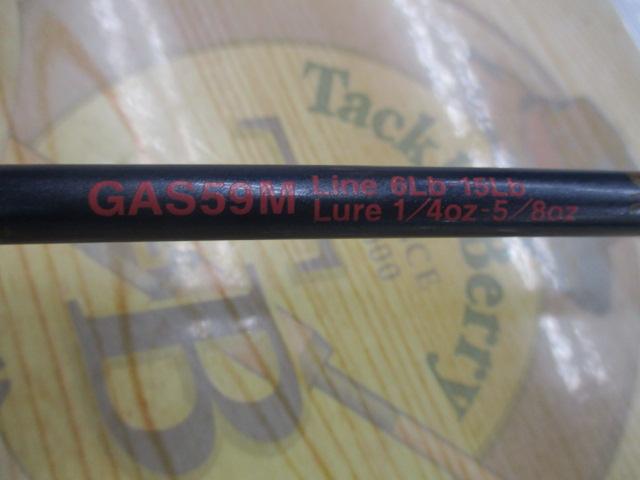 GAS59M
Line 6Lb-15Lb
Lure 1/4oz-5/8oz
Tack
Berry
T
B